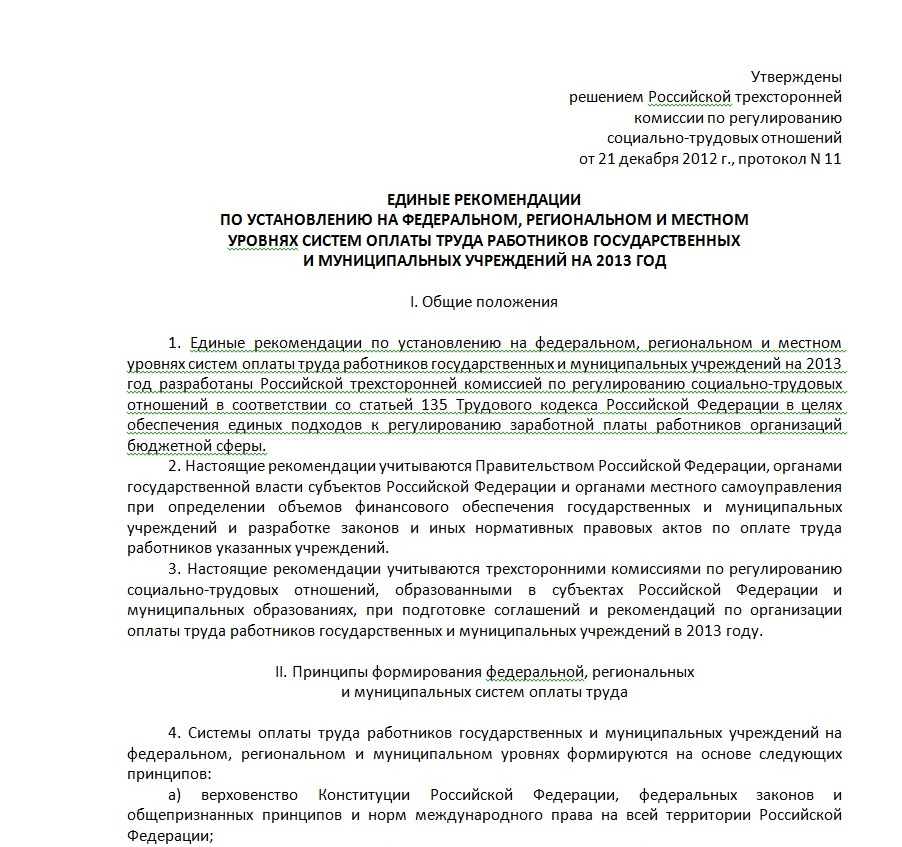 Утверждены
решением Российской трехсторонней
комиссии по регулированию
социально-трудовых отношений
от 21 декабря 2012 г., протокол N 11
ЕДИНЫЕ РЕКОМЕНДАЦИИ
ПО УСТАНОВЛЕНИЮ НА ФЕДЕРАЛЬНОМ, РЕГИОНАЛЬНОМ И МЕСТНОМ
УРОВНЯХ СИСТЕМ ОПЛАТЫ ТРУДА РАБОТНИКОВ ГОСУДАРСТВЕННЫХ
И МУНИЦИПАЛЬНЫХ УЧРЕЖДЕНИЙ НА 2013 ГОД
I. Общие положения
1. Единые рекомендации по установлению на федеральном, региональном и местном
уровнях систем оплаты труда работников государственных и муниципальных учреждений на 2013
год разработаны Российской трехсторонней комиссией по регулированию социально-трудовых
отношений в соответствии со статьей 135 Трудового кодекса Российской Федерации в целях
обеспечения единых подходов к регулированию заработной платы работников организаций
бюджетной сферы.
2. Настоящие рекомендации учитываются Правительством Российской Федерации, органами
государственной власти субъектов Российской Федерации и органами местного самоуправления
при определении объемов финансового обеспечения государственных и муниципальных
учреждений и разработке законов и иных нормативных правовых актов по оплате труда
работников указанных учреждений.
3. Настоящие рекомендации учитываются трехсторонними комиссиями по регулированию
социально-трудовых отношений, образованными в субъектах Российской Федерации и
муниципальных образованиях, при подготовке соглашений и рекомендаций по организации
оплаты труда работников государственных и муниципальных учреждений в 2013 году.
II. Принципы формирования федеральной, региональных
и муниципальных систем оплаты труда
4. Системы оплаты труда работников государственных и муниципальных учреждений на
федеральном, региональном и муниципальном уровнях формируются на основе следующих
принципов:
а) верховенство Конституции Российской Федерации, федеральных законов и
общепризнанных принципов и норм международного права на всей территории Российской
Федерации;